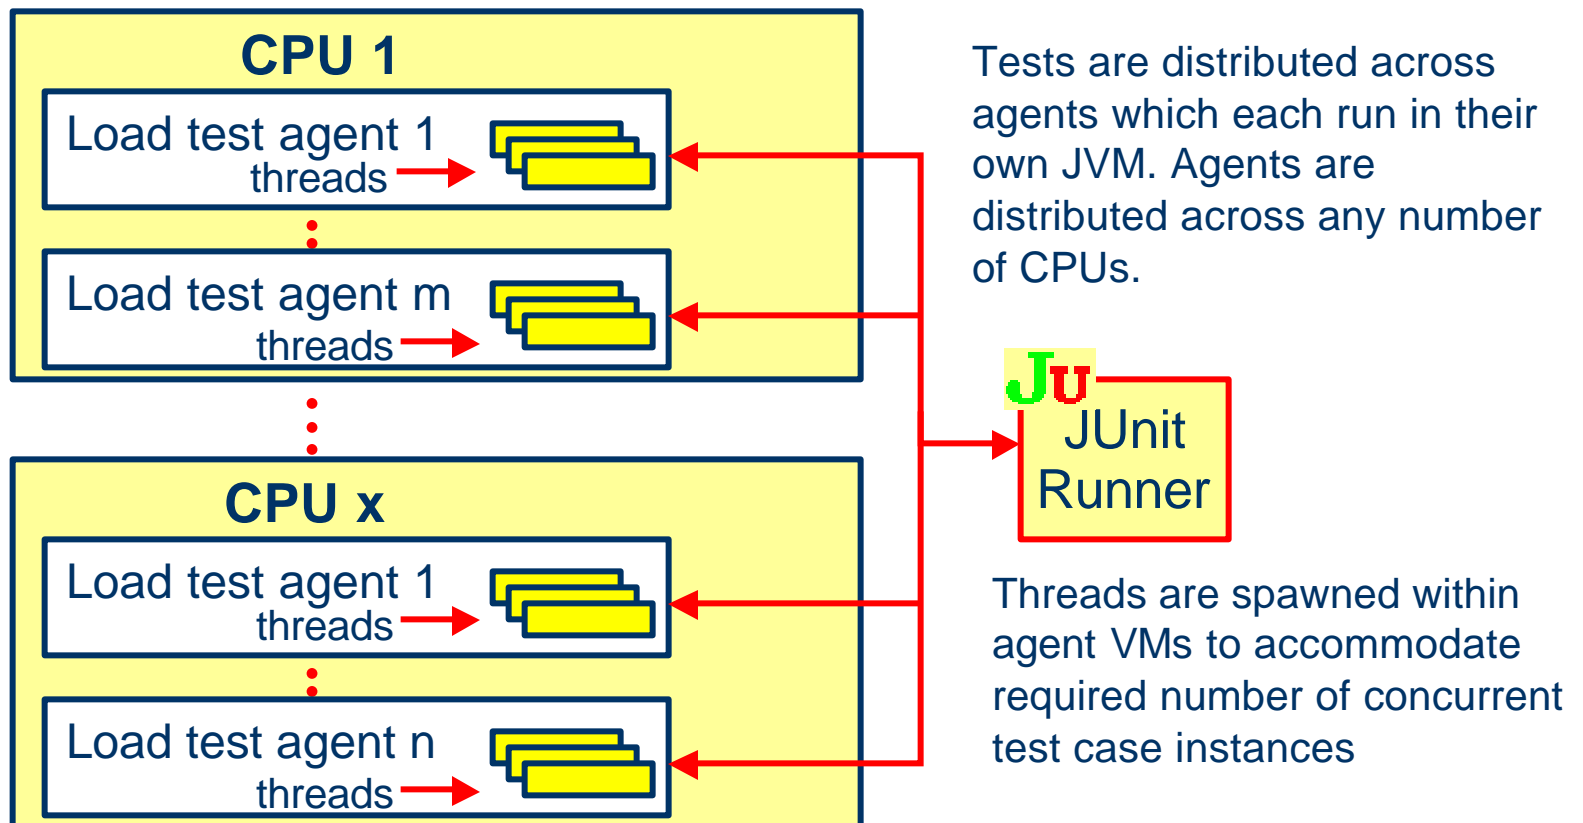 CPU 1
Load test agent 1
threads
Load test agent m
threads
CPU x
Load test agent 1
threads
Load test agent n
threads
Tests are distributed across
agents which each run in their
own JVM. Agents are
distributed across any number
of CPUs.
JU
JUnit
Runner
Threads are spawned within
agent VMs to accommodate
required number of concurrent
test case instances